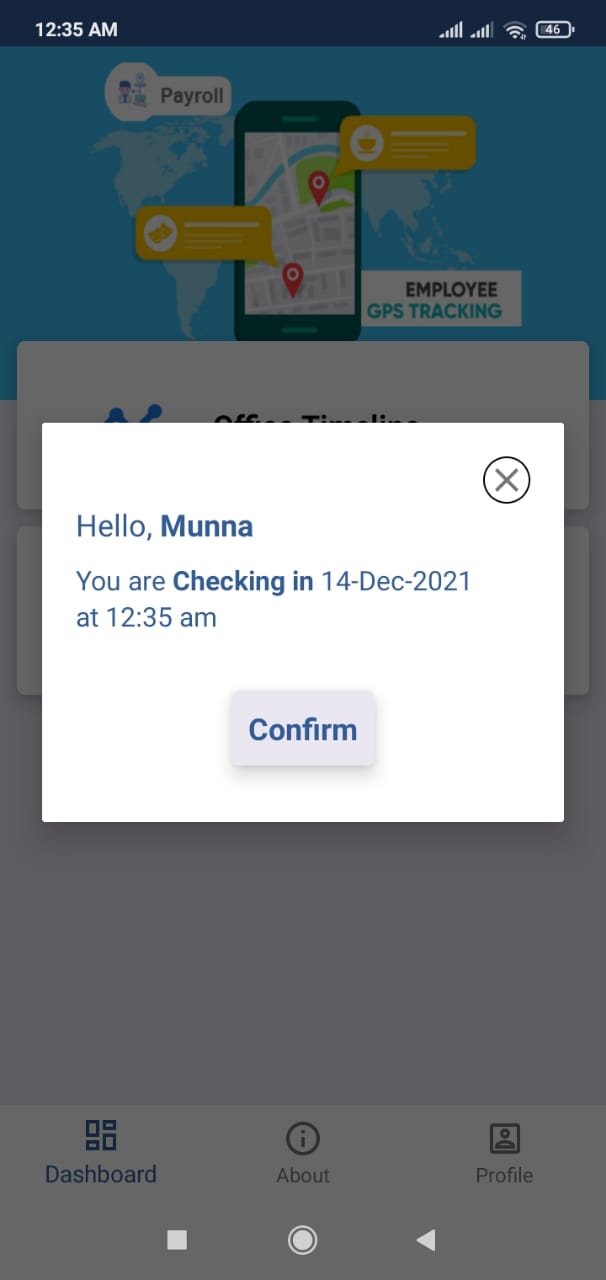 12:35 AM
46
Payroll
EMPLOYEE
GPS TRACKING
Office Timeline
Hello, Munna
You are Checking in 14-Dec-2021
at 12:35 am
Confirm
Dashboard
About
Profile